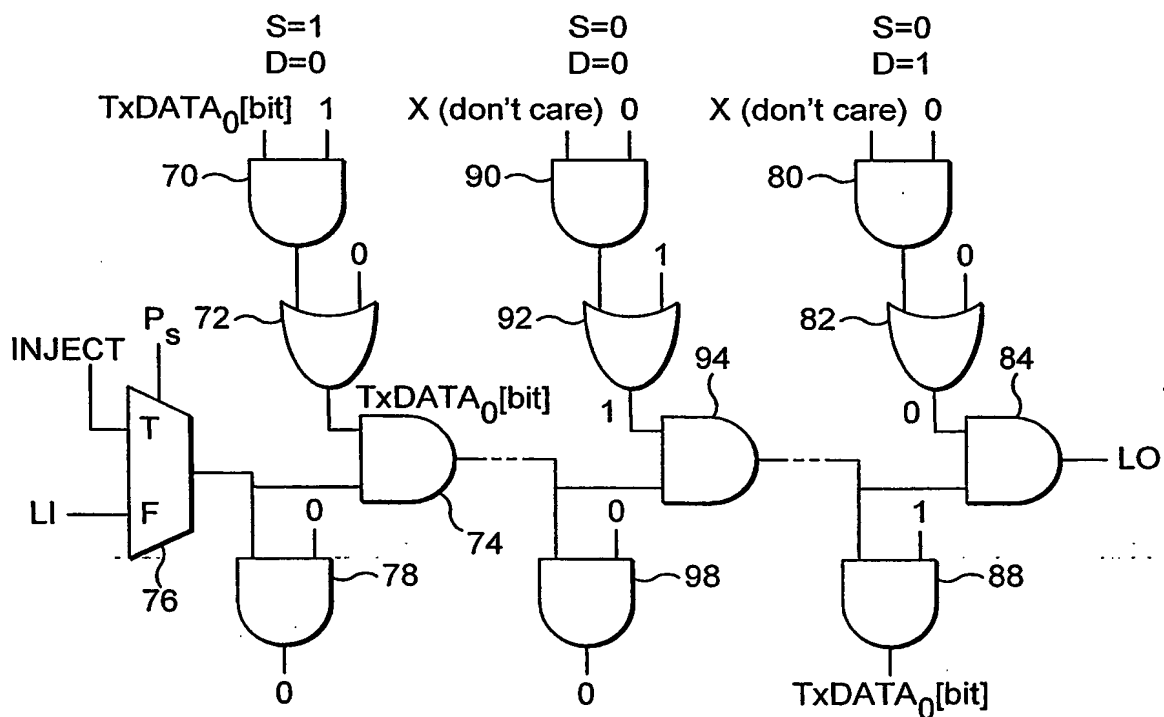 S=1 S=0 S=0
D=0 D=0 D=1
TxDATA0[bit] 1 X (don't care) 0 X (don't care) 0
70 90 80
0 1 0
72 92 82
Ps
INJECT
94 84
TxDATA0[bit] 1 0
T
LO
LI F 0 0 1
74
76 78 98 88
0 0 TxDATA0[bit]